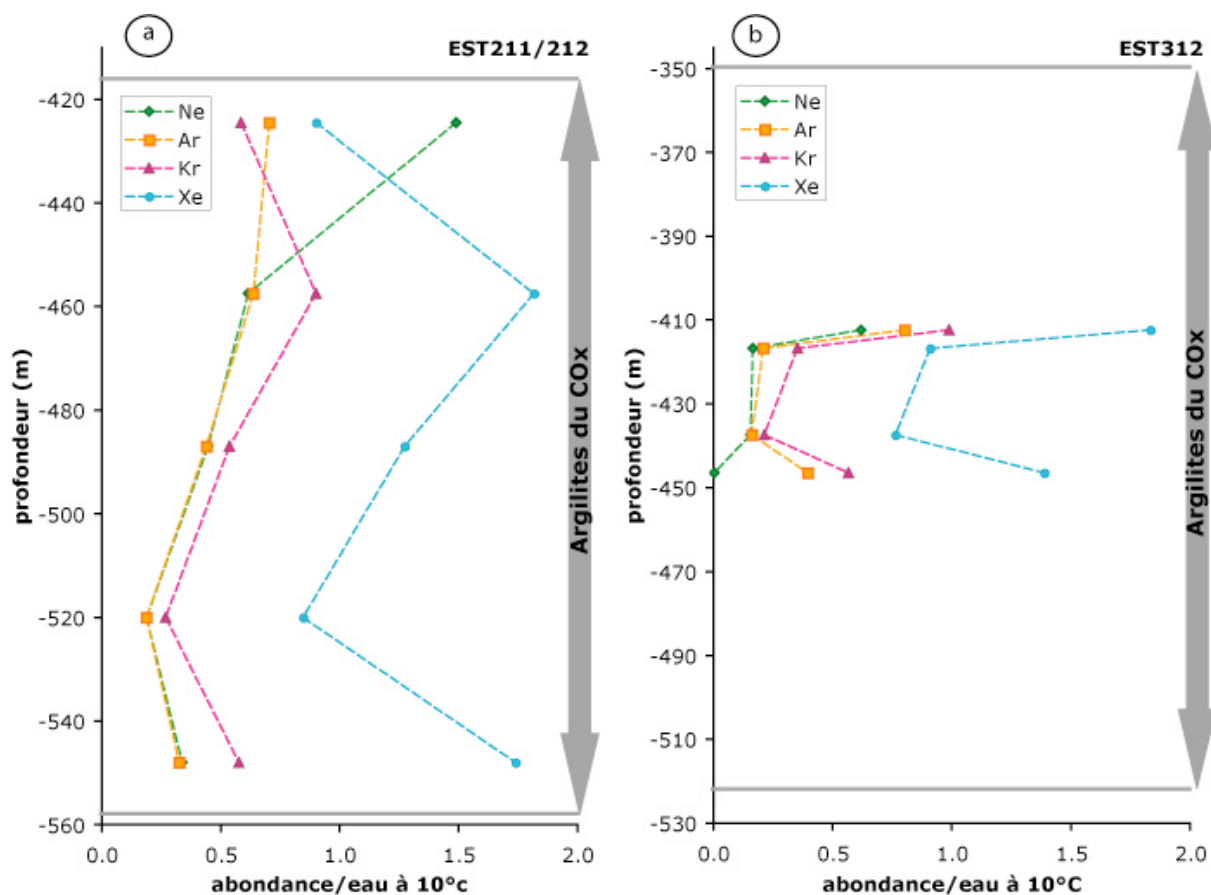 a
EST211/212
-420
-440
-460
-480
-500
-520
-540
-560
profondeur (m)
Ne
Ar
Kr
Xe
Argilites du COx
0.0 0.5 1.0 1.5 2.0
abondance/eau à 10°c
b
EST312
-350
-370
-390
-410
-430
-450
-470
-490
-510
-530
profondeur (m)
Ne
Ar
Kr
Xe
Argilites du COx
0.0 0.5 1.0 1.5 2.0
abondance/eau à 10°C